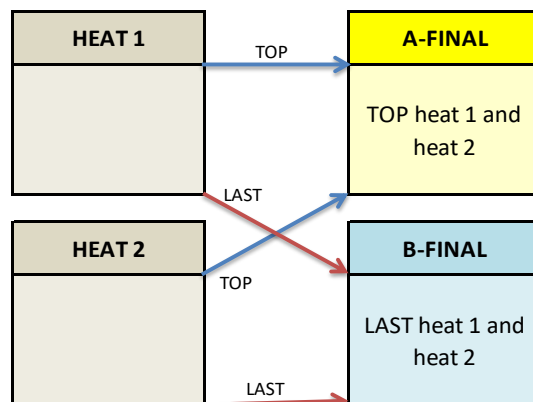 HEAT 1
TOP
A-FINAL
TOP heat 1 and
heat 2
LAST
HEAT 2
TOP
B-FINAL
LAST heat 1 and
heat 2
LAST